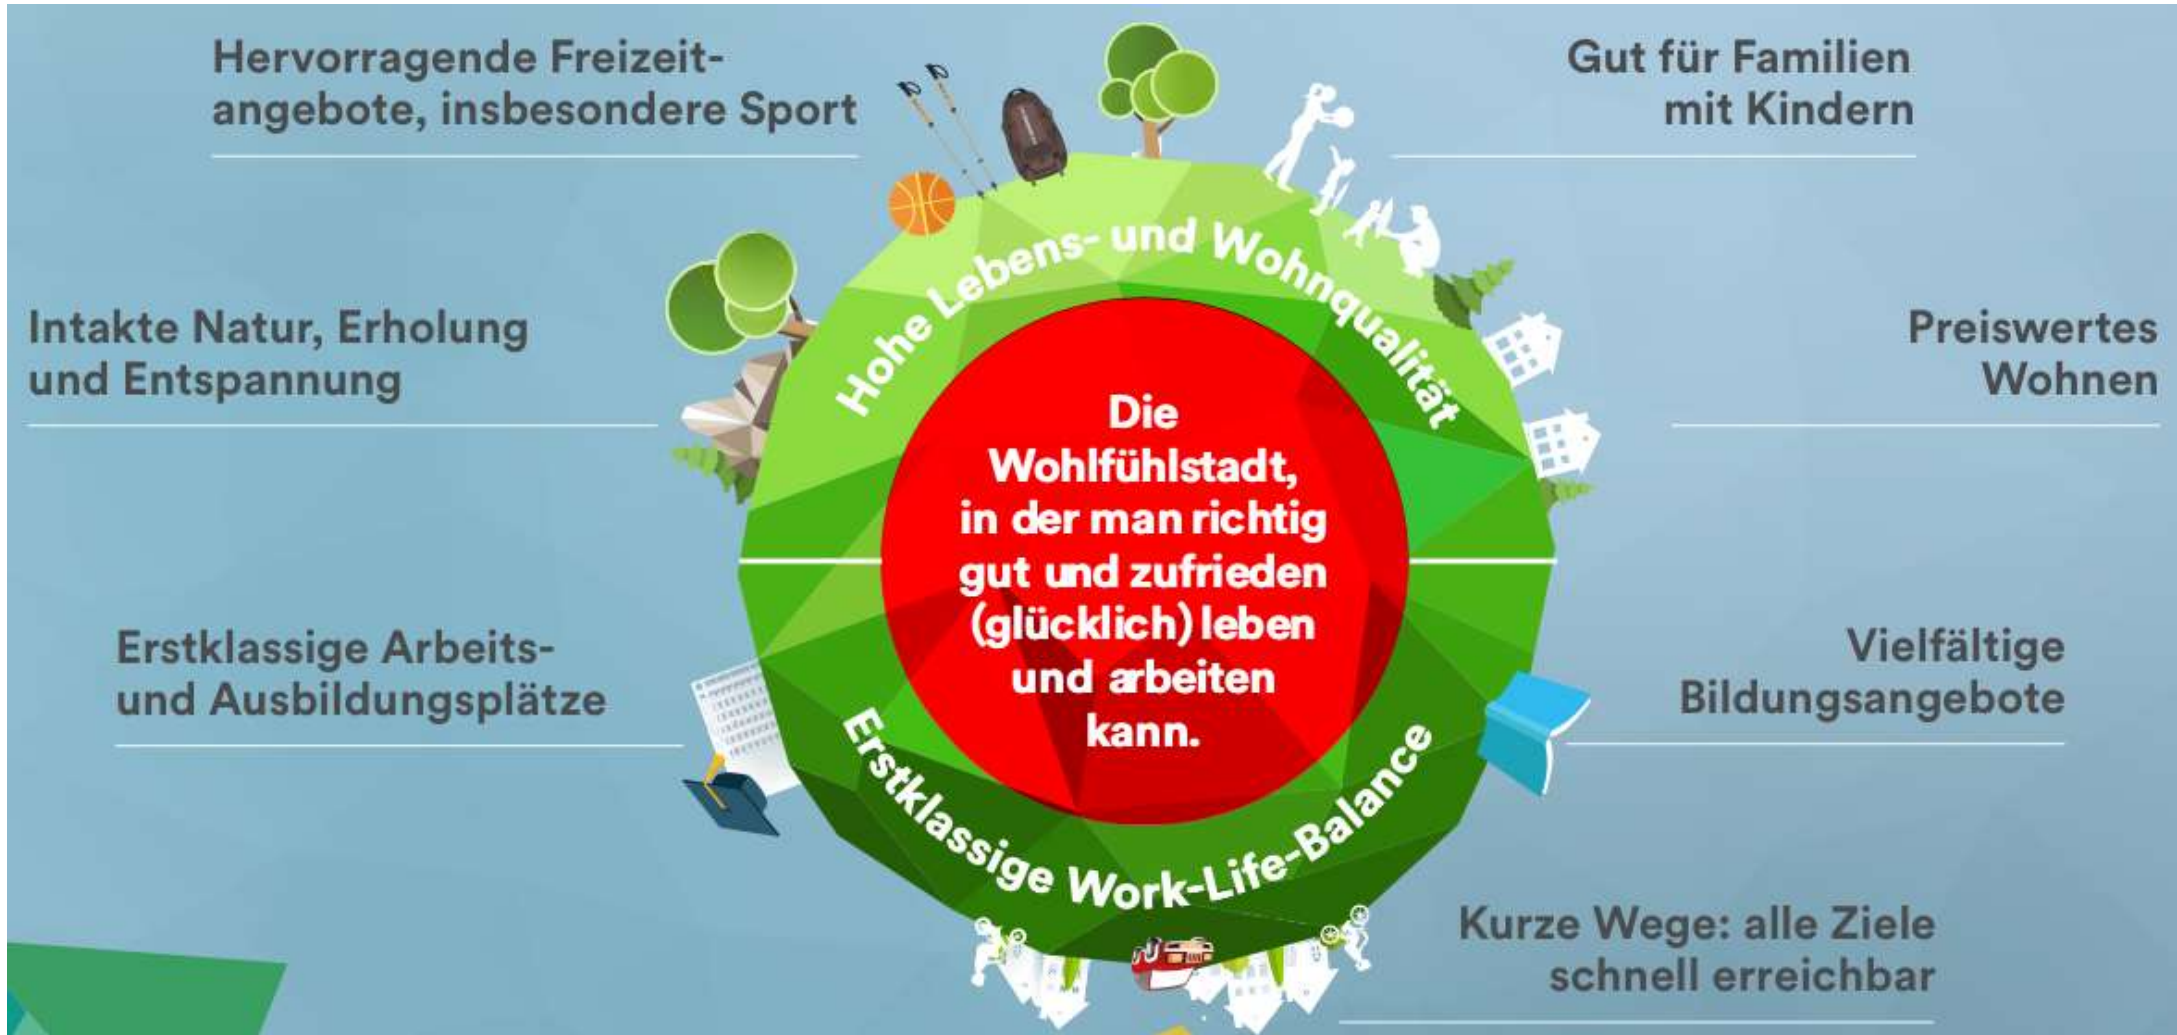 Hervorragende Freizeit-
angebote, insbesondere Sport
Gut für Familien
mit Kindern
Intakte Natur, Erholung
und Entspannung
Preiswertes
Wohnen
Hohe Lebens- und Wohnqualität
Die
Wohlfühlstadt,
in der man richtig
gut und zufrieden
(glücklich) leben
und arbeiten
kann.
Erstklassige Arbeits-
und Ausbildungsplätze
Vielfältige
Bildungsangebote
Erstklassige Work-Life-Balance
Kurze Wege: alle Ziele
schnell erreichbar